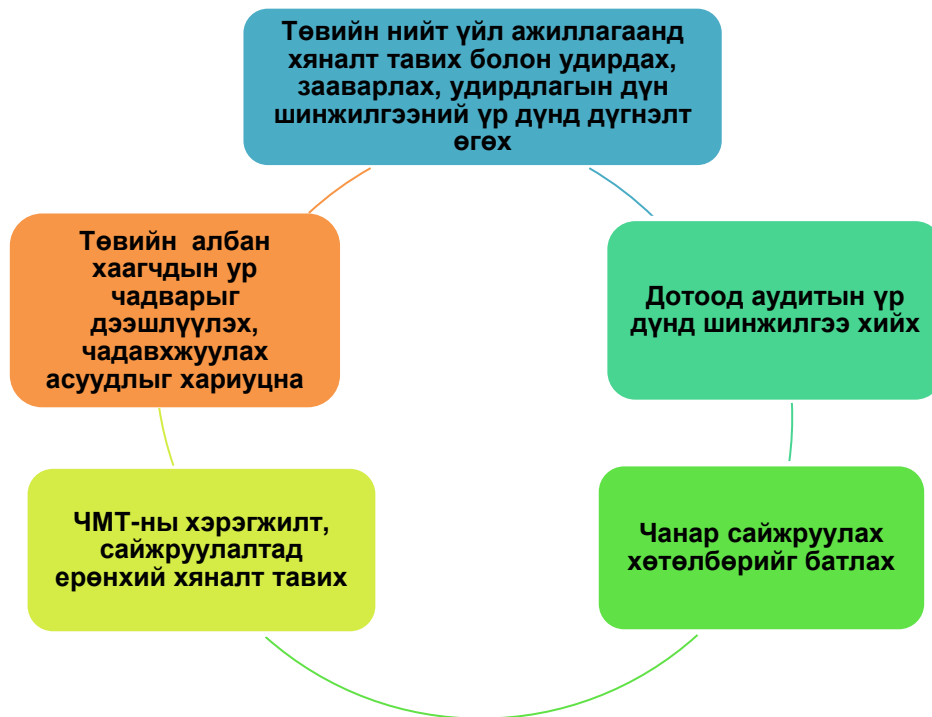 Төвийн нийт үйл ажиллагаанд
хяналт тавих болон удирдах,
зааварлах, удирдлагын дүн
шинжилгээний үр дүнд дүгнэлт
өгөх
Төвийн албан
хаагчдын ур
чадварыг
дээшлүүлэх,
чадавхжуулах
асуудлыг хариуцна
Дотоод аудитын үр
дүнд шинжилгээ хийх
ЧМТ-ны хэрэгжилт,
сайжруулалтад
ерөнхий хяналт тавих
Чанар сайжруулах
хөтөлбөрийг батлах